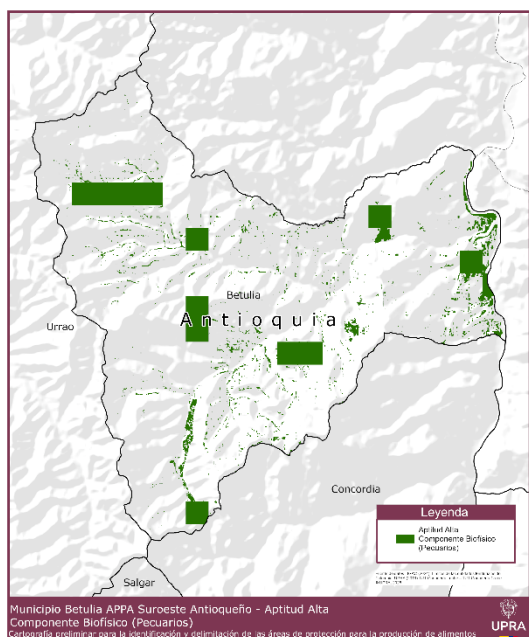 Betulia
Antioquia
Urrao
Concordia
Salgar
Leyenda
Aptitud Alta
Componente Biofísico
(Pecuarios)
Municipio Betulia APPA Suroeste Antioqueño - Aptitud Alta
Componente Biofísico (Pecuarios)
Cartografía preliminar para la identificación y delimitación de las áreas de protección para la producción de alimentos
UPRA